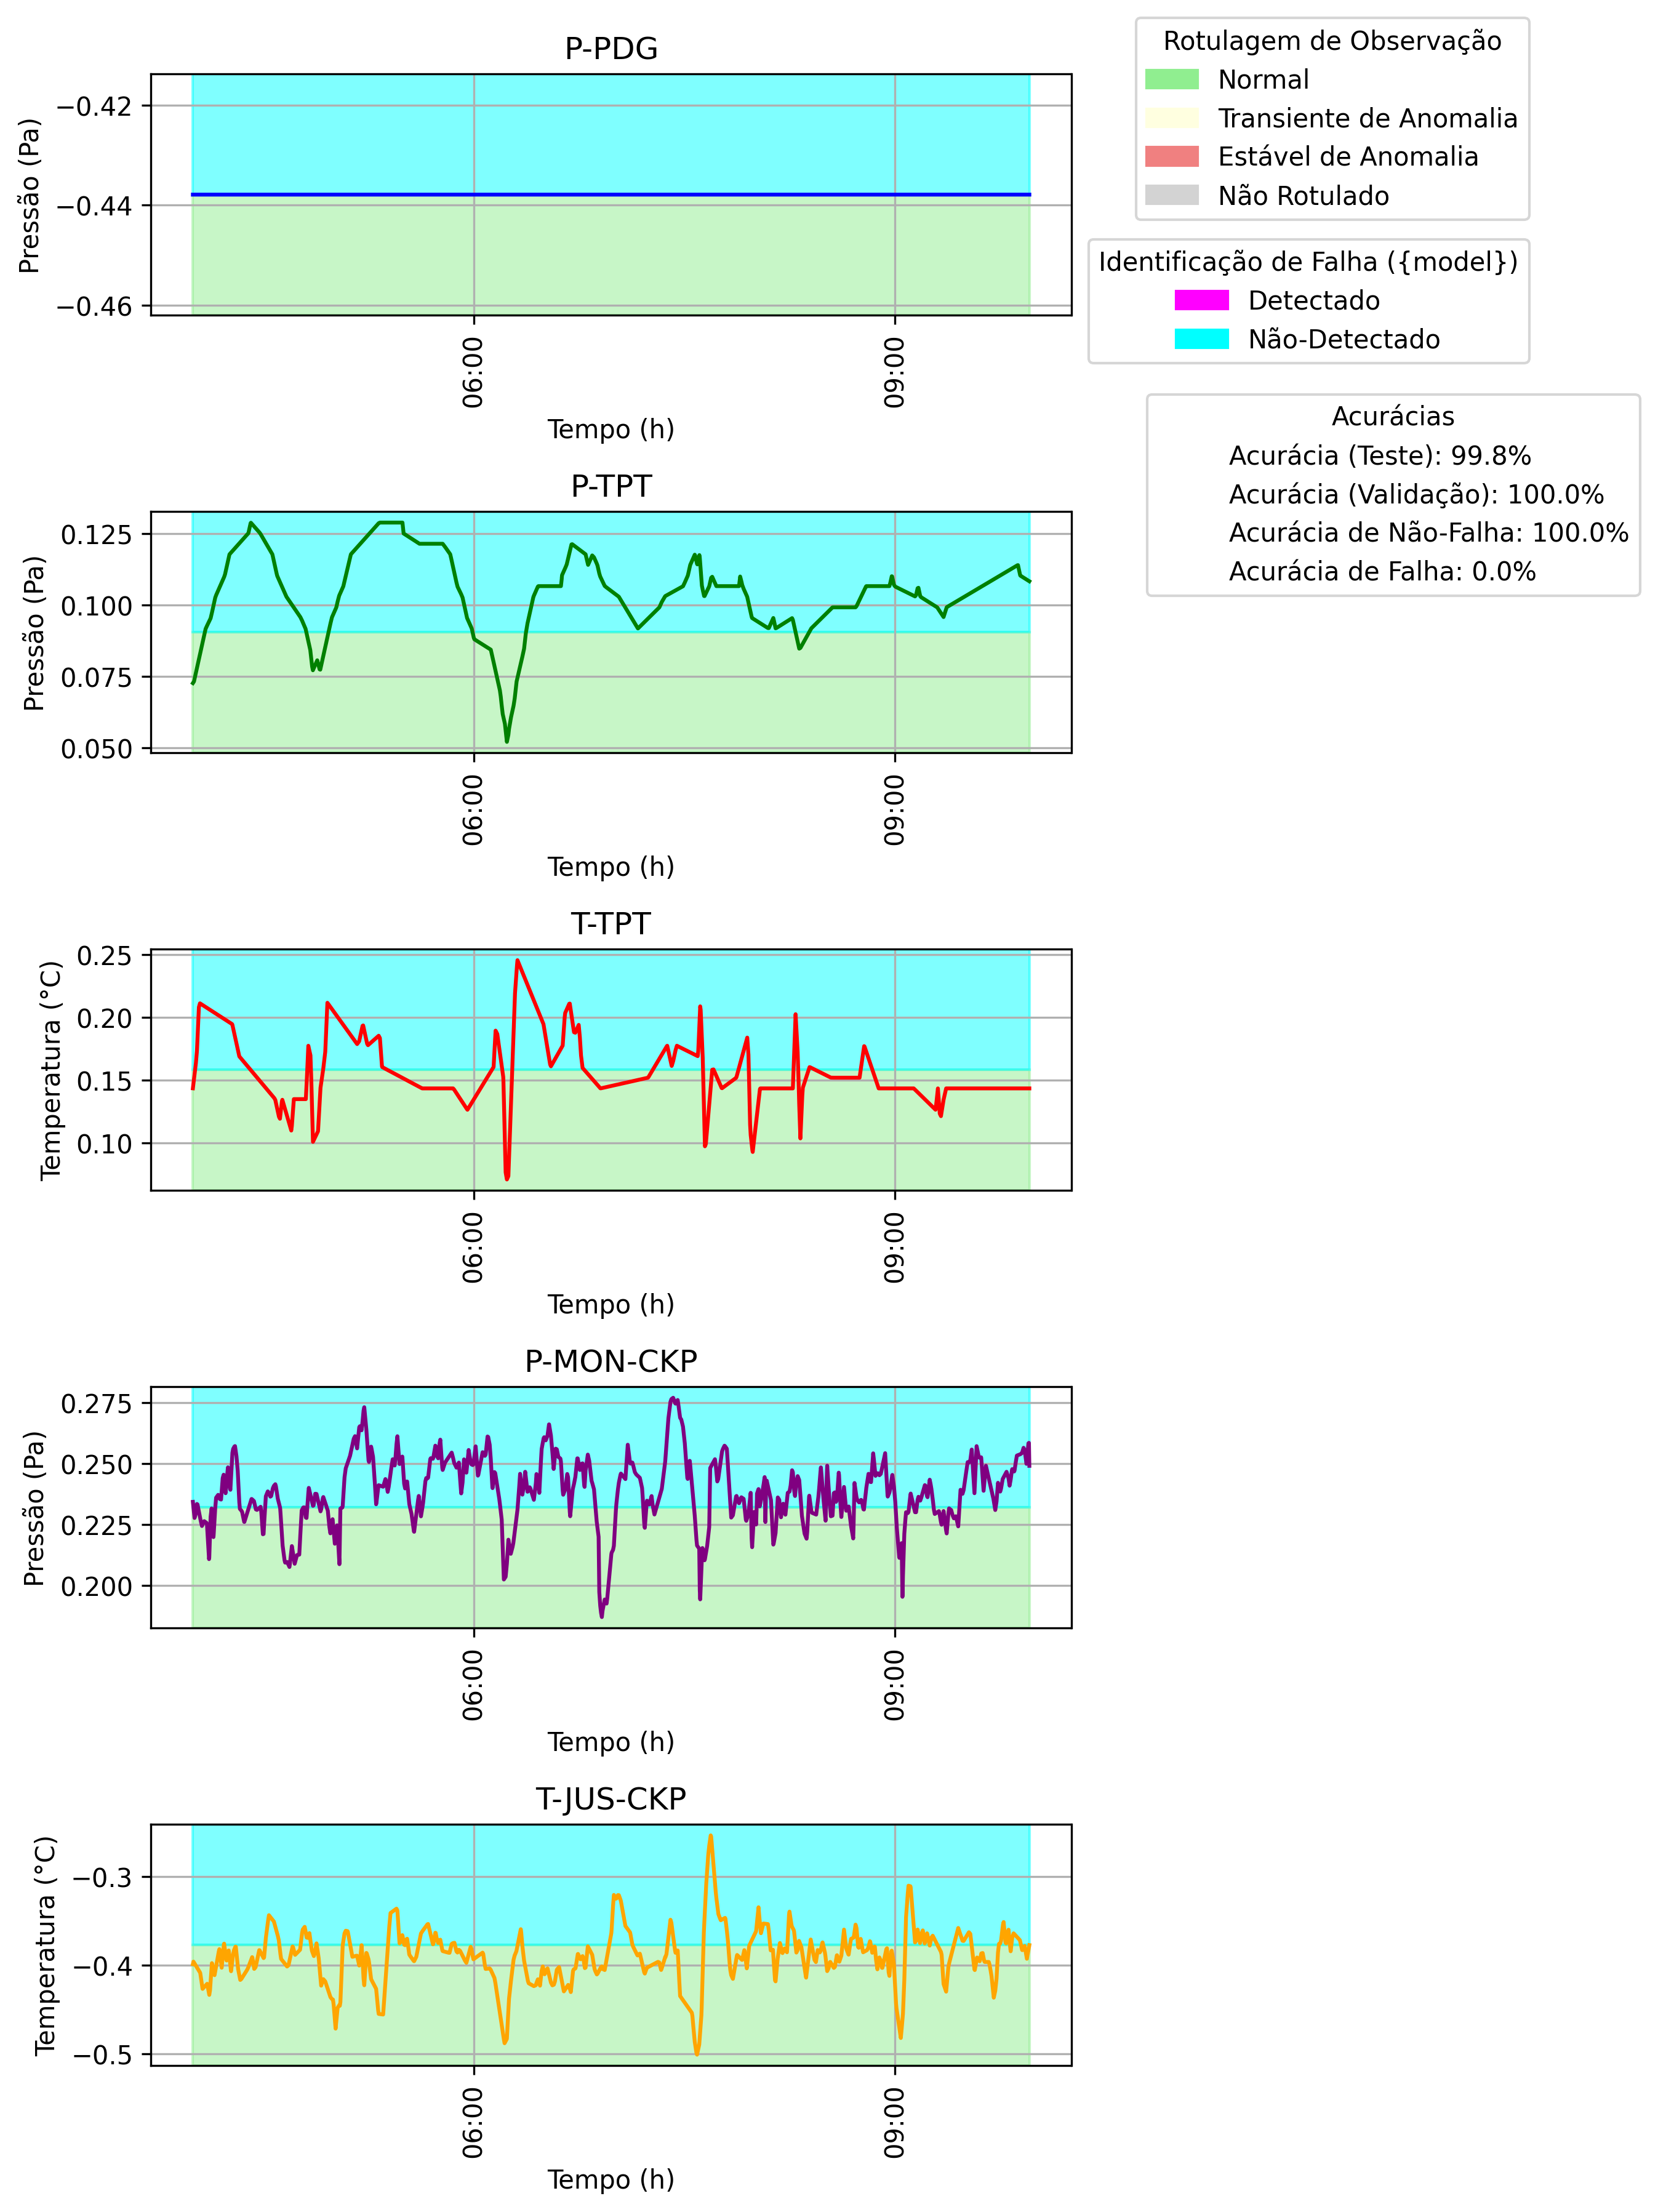 P-PDG
Pressão (Pa)
−0.42
−0.44
−0.46
06:00
09:00
Tempo (h)
Rotulagem de Observação
Normal
Transiente de Anomalia
Estável de Anomalia
Não Rotulado
Identificação de Falha ({model})
Detectado
Não-Detectado
Acurácias
Acurácia (Teste): 99.8%
Acurácia (Validação): 100.0%
Acurácia de Não-Falha: 100.0%
Acurácia de Falha: 0.0%
P-TPT
Pressão (Pa)
0.125
0.100
0.075
0.050
06:00
09:00
Tempo (h)
T-TPT
Temperatura (°C)
0.25
0.20
0.15
0.10
06:00
09:00
Tempo (h)
P-MON-CKP
Pressão (Pa)
0.275
0.250
0.225
0.200
06:00
09:00
Tempo (h)
T-JUS-CKP
Temperatura (°C)
−0.3
−0.4
−0.5
06:00
09:00
Tempo (h)